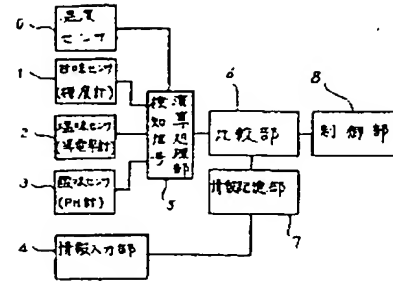 0
温度
センサ
1
甘味センサ
(糖度計)
2
塩味センサ
(導電率計)
3
酸味センサ
(PH計)
4
情報入力部
検知信号
演算処理部
5
6
比較部
情報記憶部
7
8
制御部